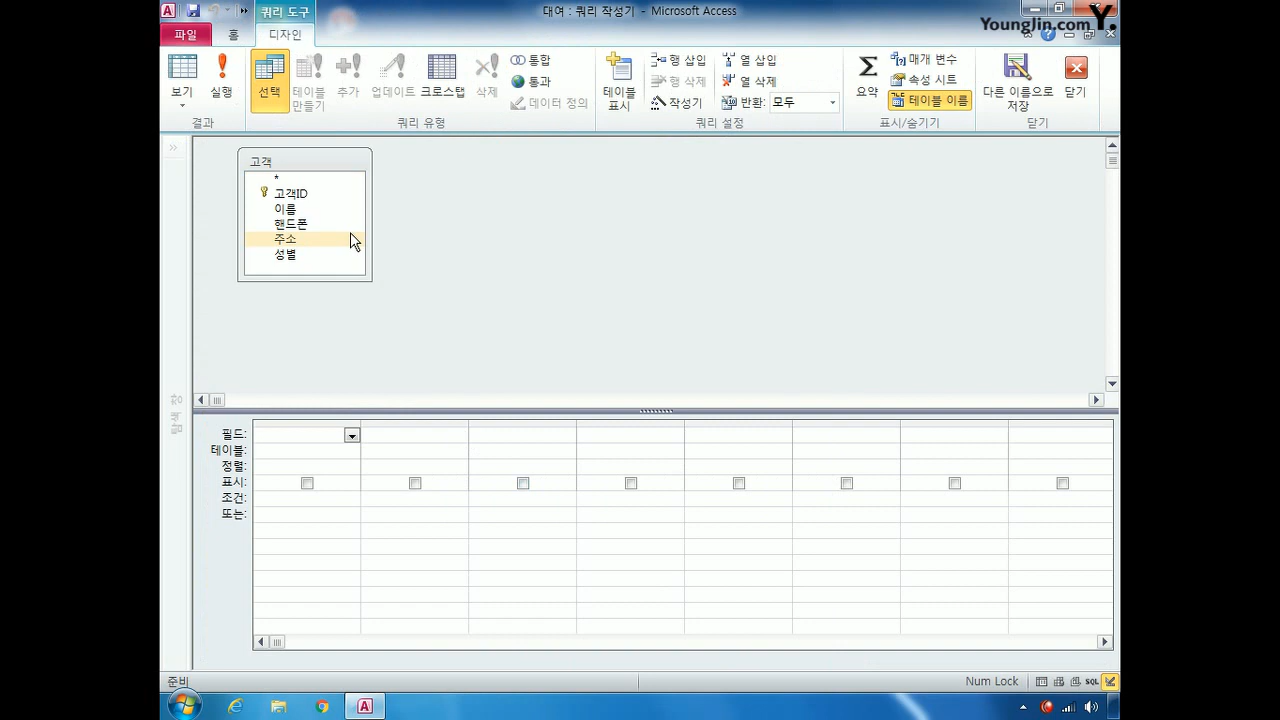 쿼리 도구
대여 : 쿼리 작성기 - Microsoft Access
Younglin.com Y.
파일
홈
디자인
보기
실행
결과
선택
테이블 만들기
추가
업데이트
크로스탭
삭제
통합
통과
데이터 정의
쿼리 유형
테이블 표시
행 삽입
행 삭제
작성기
열 삽입
열 삭제
반환: 모두
쿼리 설정
요약
매개 변수
속성 시트
테이블 이름
표시/숨기기
다른 이름으로 저장
닫기
닫기
탐색 창
고객
*
고객ID
이름
핸드폰
주소
성별
필드:
테이블:
정렬:
표시:
조건:
또는:
준비
Num Lock
SQL